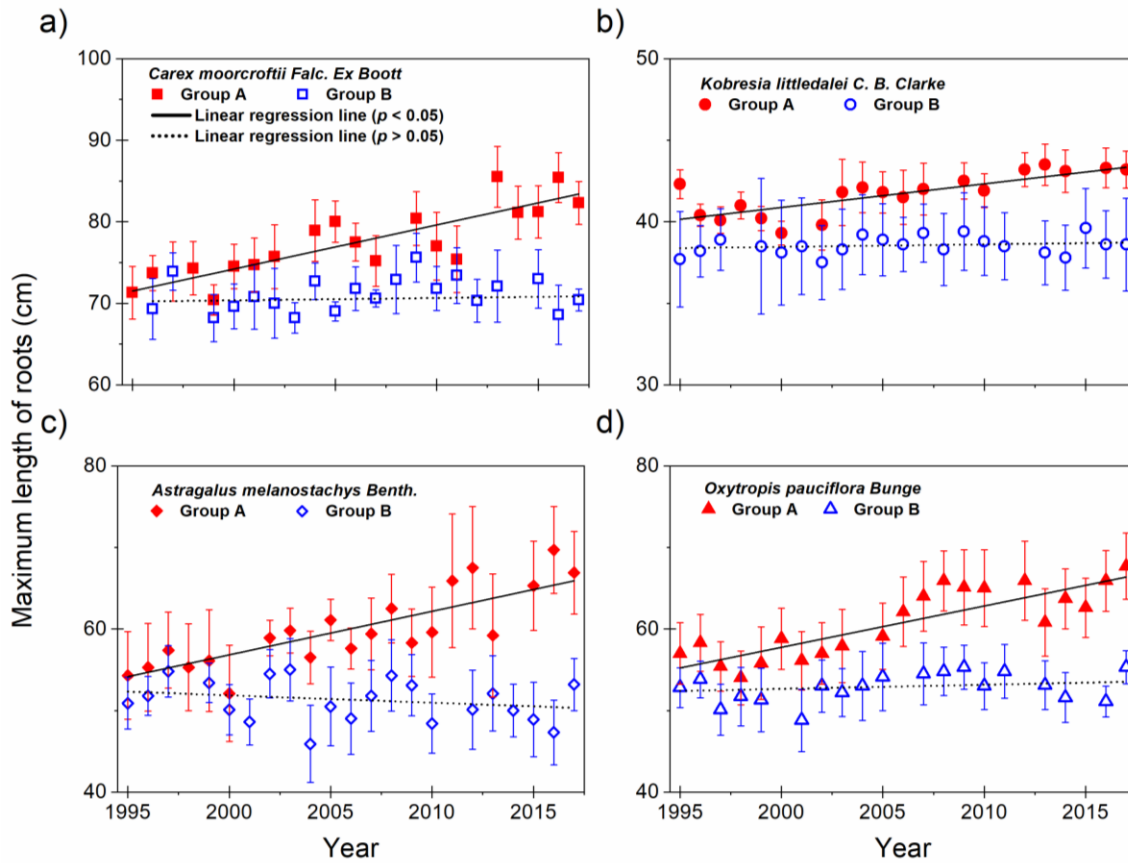 a)
100
90
80
70
60
Carex moorcroftii Falc. Ex Boott
Group A Group B
Linear regression line (p < 0.05)
Linear regression line (p > 0.05)
b)
50
40
30
Kobresia littledalei C. B. Clarke
Group A Group B
Maximum length of roots (cm)
c)
80
60
40
Astragalus melanostachys Benth.
Group A Group B
1995 2000 2005 2010 2015
Year
d)
80
60
40
Oxytropis pauciflora Bunge
Group A Group B
1995 2000 2005 2010 2015
Year